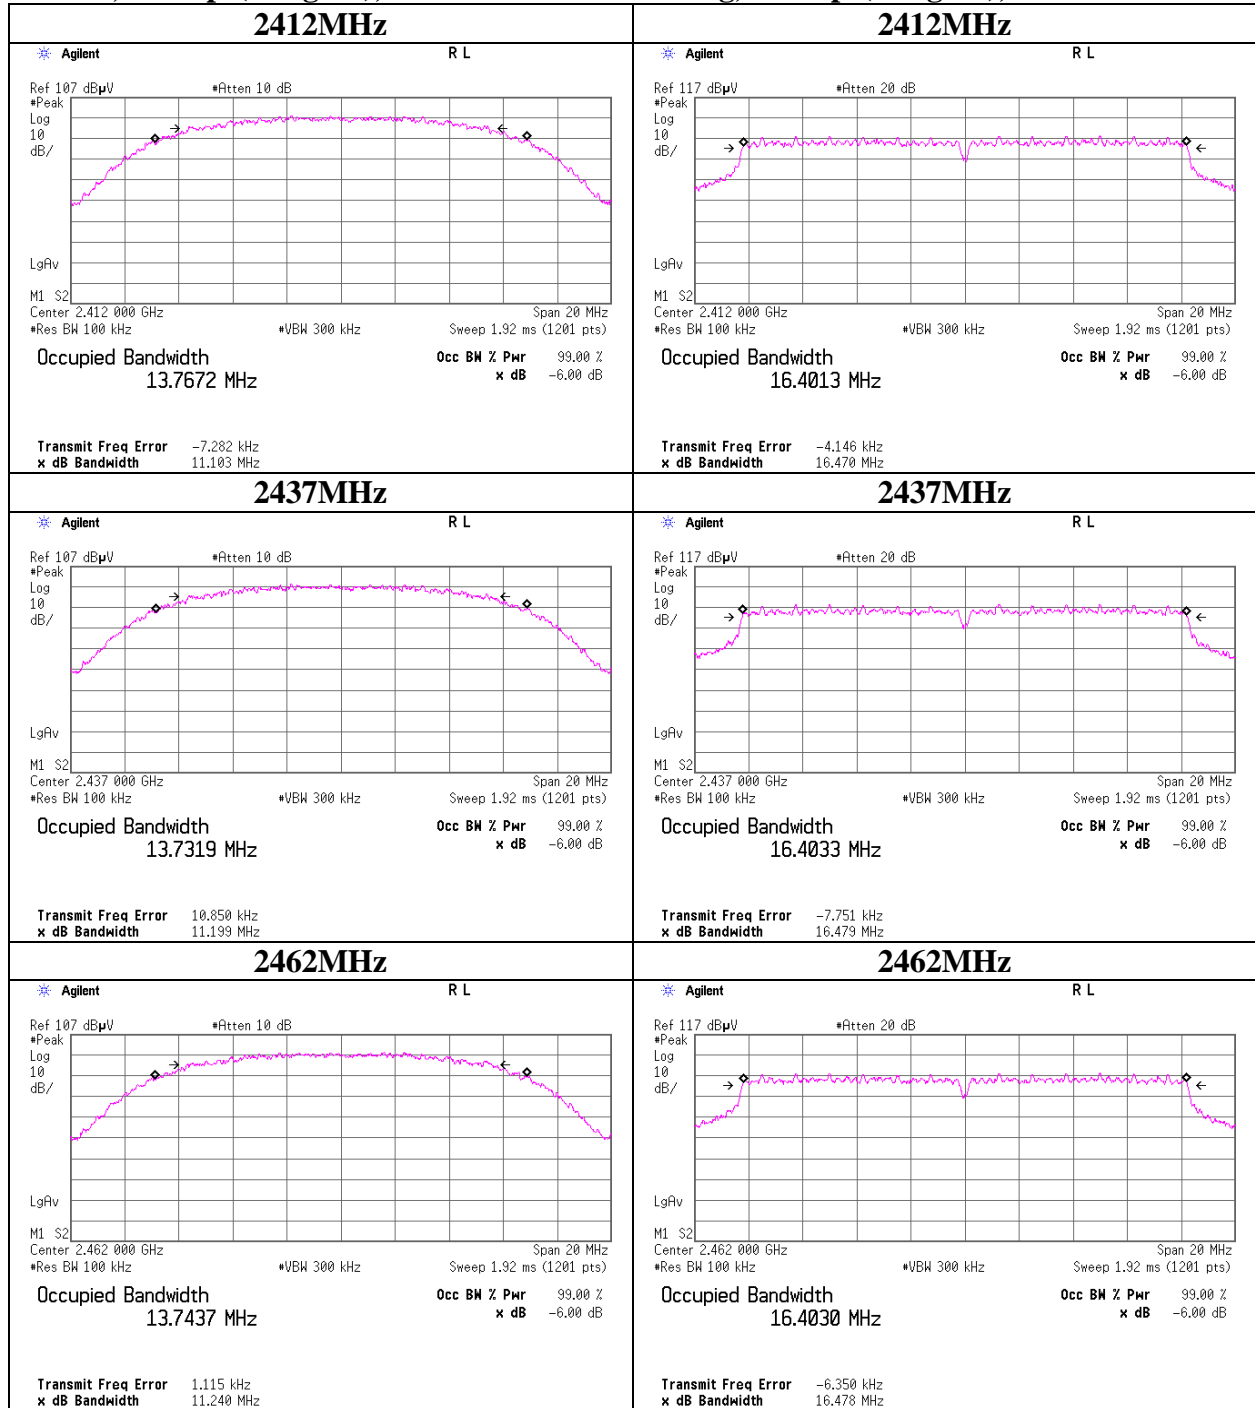 2412MHz 2412MHz
Agilent R L
Ref 107 dBµV #Atten 10 dB
#Peak
Log
10
dB/
LgAv
M1 S2
Center 2.412 000 GHz Span 20 MHz
#Res BW 100 kHz #VBW 300 kHz Sweep 1.92 ms (1201 pts)
Occupied Bandwidth Occ BW % Pwr 99.00 %
13.7672 MHz x dB -6.00 dB
Transmit Freq Error -7.282 kHz
x dB Bandwidth 11.103 MHz
Agilent R L
Ref 117 dBµV #Atten 20 dB
#Peak
Log
10
dB/
LgAv
M1 S2
Center 2.412 000 GHz Span 20 MHz
#Res BW 100 kHz #VBW 300 kHz Sweep 1.92 ms (1201 pts)
Occupied Bandwidth Occ BW % Pwr 99.00 %
16.4013 MHz x dB -6.00 dB
Transmit Freq Error -4.146 kHz
x dB Bandwidth 16.470 MHz
2437MHz 2437MHz
Agilent R L
Ref 107 dBµV #Atten 10 dB
#Peak
Log
10
dB/
LgAv
M1 S2
Center 2.437 000 GHz Span 20 MHz
#Res BW 100 kHz #VBW 300 kHz Sweep 1.92 ms (1201 pts)
Occupied Bandwidth Occ BW % Pwr 99.00 %
13.7319 MHz x dB -6.00 dB
Transmit Freq Error 10.850 kHz
x dB Bandwidth 11.199 MHz
Agilent R L
Ref 117 dBµV #Atten 20 dB
#Peak
Log
10
dB/
LgAv
M1 S2
Center 2.437 000 GHz Span 20 MHz
#Res BW 100 kHz #VBW 300 kHz Sweep 1.92 ms (1201 pts)
Occupied Bandwidth Occ BW % Pwr 99.00 %
16.4033 MHz x dB -6.00 dB
Transmit Freq Error -7.751 kHz
x dB Bandwidth 16.479 MHz
2462MHz 2462MHz
Agilent R L
Ref 107 dBµV #Atten 10 dB
#Peak
Log
10
dB/
LgAv
M1 S2
Center 2.462 000 GHz Span 20 MHz
#Res BW 100 kHz #VBW 300 kHz Sweep 1.92 ms (1201 pts)
Occupied Bandwidth Occ BW % Pwr 99.00 %
13.7437 MHz x dB -6.00 dB
Transmit Freq Error 1.115 kHz
x dB Bandwidth 11.240 MHz
Agilent R L
Ref 117 dBµV #Atten 20 dB
#Peak
Log
10
dB/
LgAv
M1 S2
Center 2.462 000 GHz Span 20 MHz
#Res BW 100 kHz #VBW 300 kHz Sweep 1.92 ms (1201 pts)
Occupied Bandwidth Occ BW % Pwr 99.00 %
16.4030 MHz x dB -6.00 dB
Transmit Freq Error -6.350 kHz
x dB Bandwidth 16.478 MHz